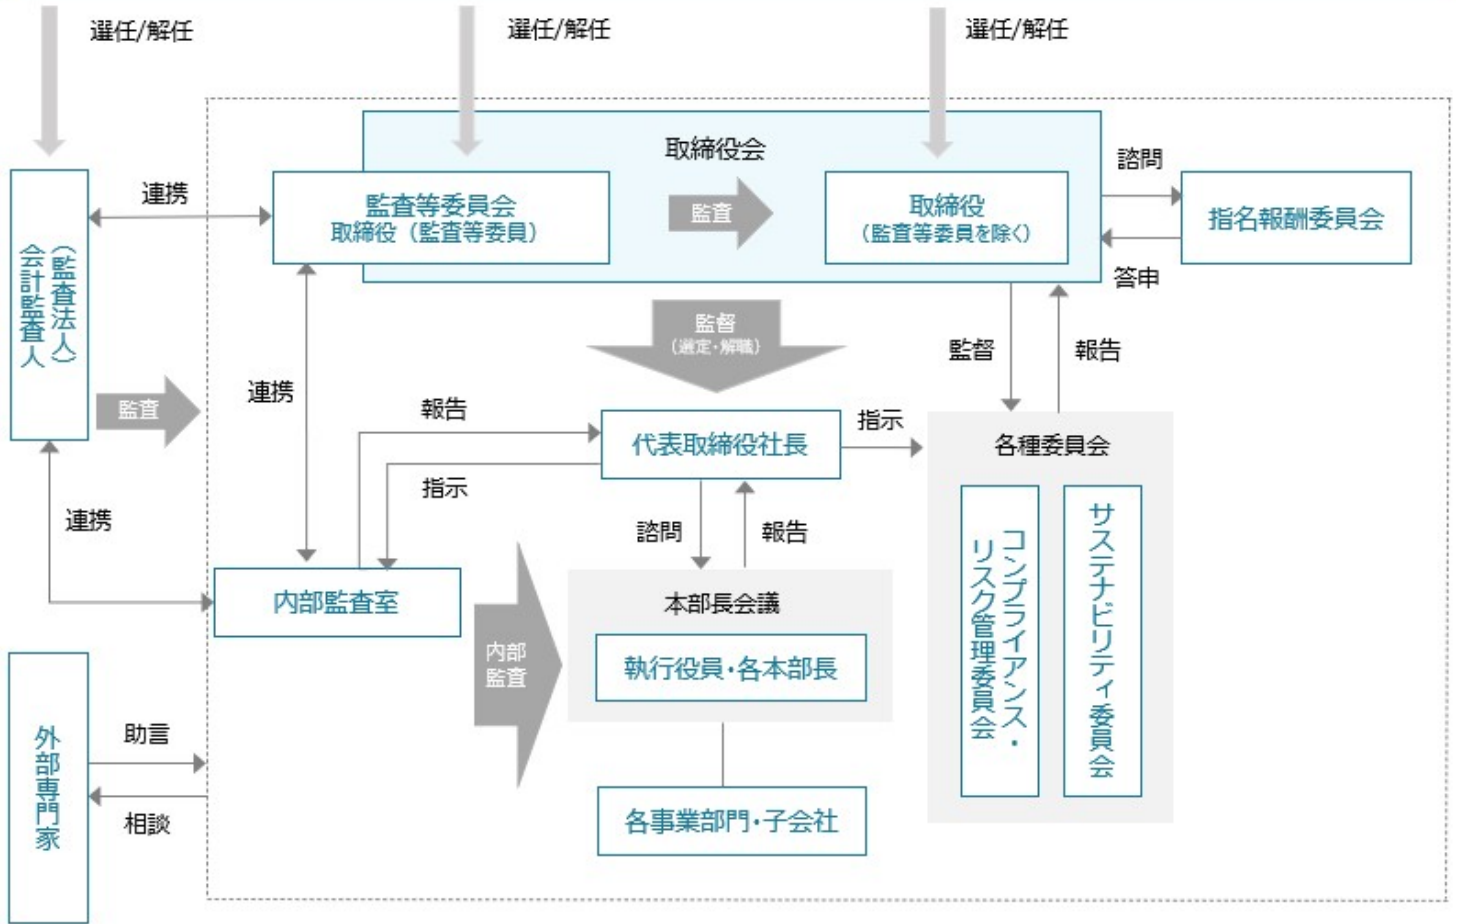 選任/解任
選任/解任
選任/解任
取締役会
諮問
連携
監査等委員会
取締役（監査等委員）
監査
取締役
（監査等委員を除く）
指名報酬委員会
答申
会計監査人
（監査法人）
監督
（選定・解職）
監督
報告
連携
監査
報告
代表取締役社長
指示
各種委員会
指示
連携
諮問
報告
内部監査室
本部長会議
内部
監査
執行役員・各本部長
コンプライアンス・
リスク管理委員会
サステナビリティ委員会
外部専門家
助言
相談
各事業部門・子会社